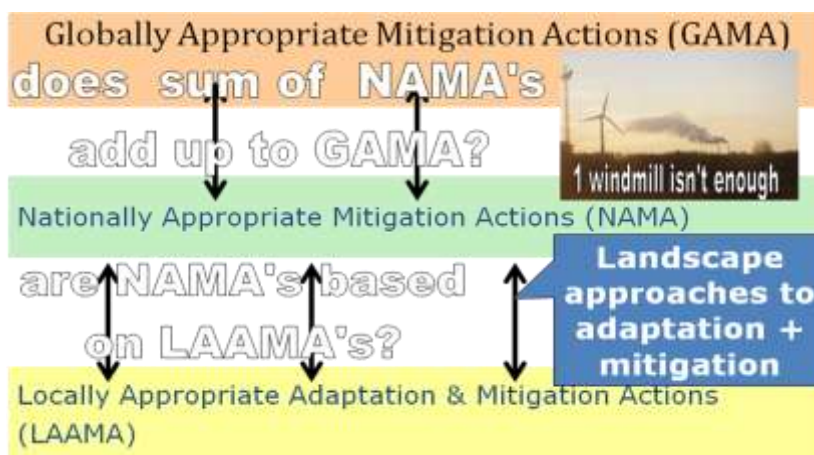 Globally Appropriate Mitigation Actions (GAMA)
does sum of NAMA's
add up to GAMA?
1 windmill isn't enough
Nationally Appropriate Mitigation Actions (NAMA)
are NAMA's based
on LAAMA's?
Landscape
approaches to
adaptation +
mitigation
Locally Appropriate Adaptation & Mitigation Actions
(LAAMA)